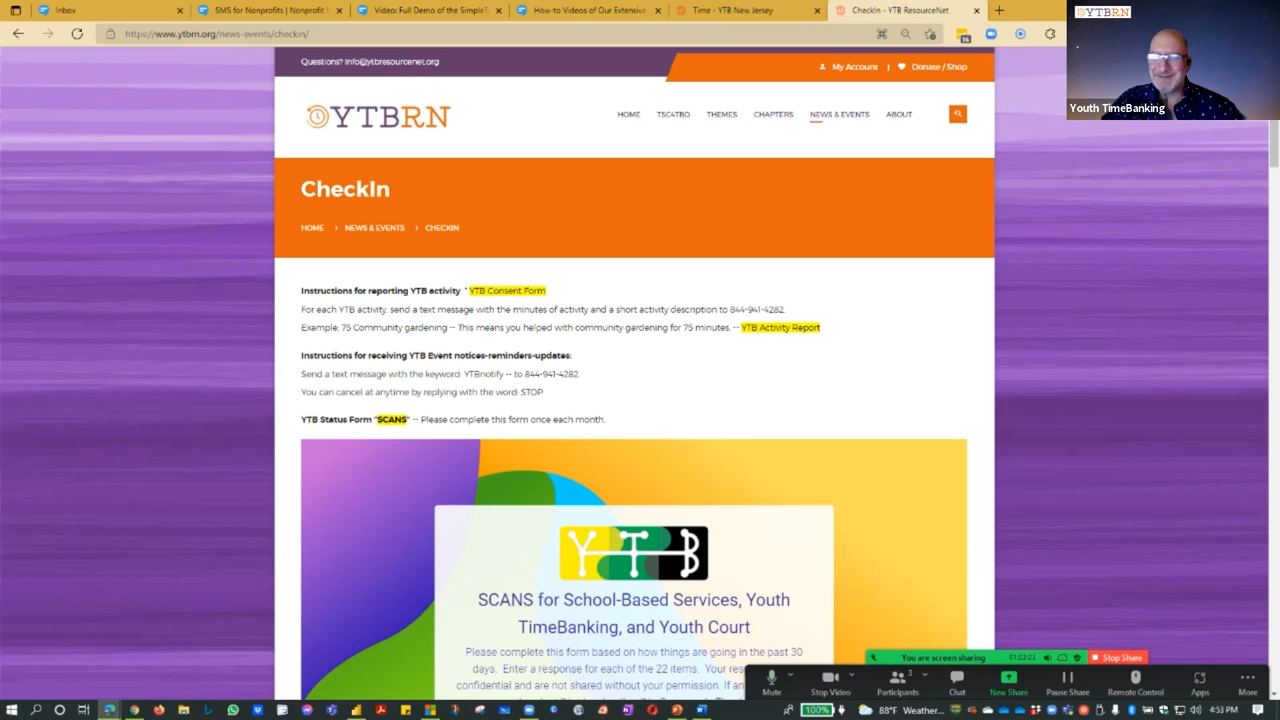 Inbox
SMS for Nonprofits | Nonprofit
Video: Full Demo of the SimpleT
How-to Videos of Our Extensive
Time - YTB New Jersey
CheckIn - YTB ResourceNet
https://www.ytbrn.org/news-events/checkin/
16
YTBRN
Youth TimeBanking
Questions? info@ytbresourcenet.org
My Account | Donate / Shop
YTBRN
HOME TSC4TBO THEMES CHAPTERS NEWS & EVENTS ABOUT
CheckIn
HOME > NEWS & EVENTS > CHECKIN
Instructions for reporting YTB activity: * YTB Consent Form
For each YTB activity, send a text message with the minutes of activity and a short activity description to 844-941-4282.
Example: 75 Community gardening -- This means you helped with community gardening for 75 minutes. -- YTB Activity Report
Instructions for receiving YTB Event notices-reminders-updates:
Send a text message with the keyword: YTBnotify -- to 844-941-4282.
You can cancel at anytime by replying with the word: STOP
YTB Status Form "SCANS" -- Please complete this form once each month.
YTB
SCANS for School-Based Services, Youth
TimeBanking, and Youth Court
Please complete this form based on how things are going in the past 30
days. Enter a response for each of the 22 items. Your
confidential and are not shared without your permission. If
You are screen sharing 01:23:23 Stop Share
3
Mute Stop Video Participants Chat New Share Pause Share Remote Control Apps More
100% 88°F Weather... 4:53 PM